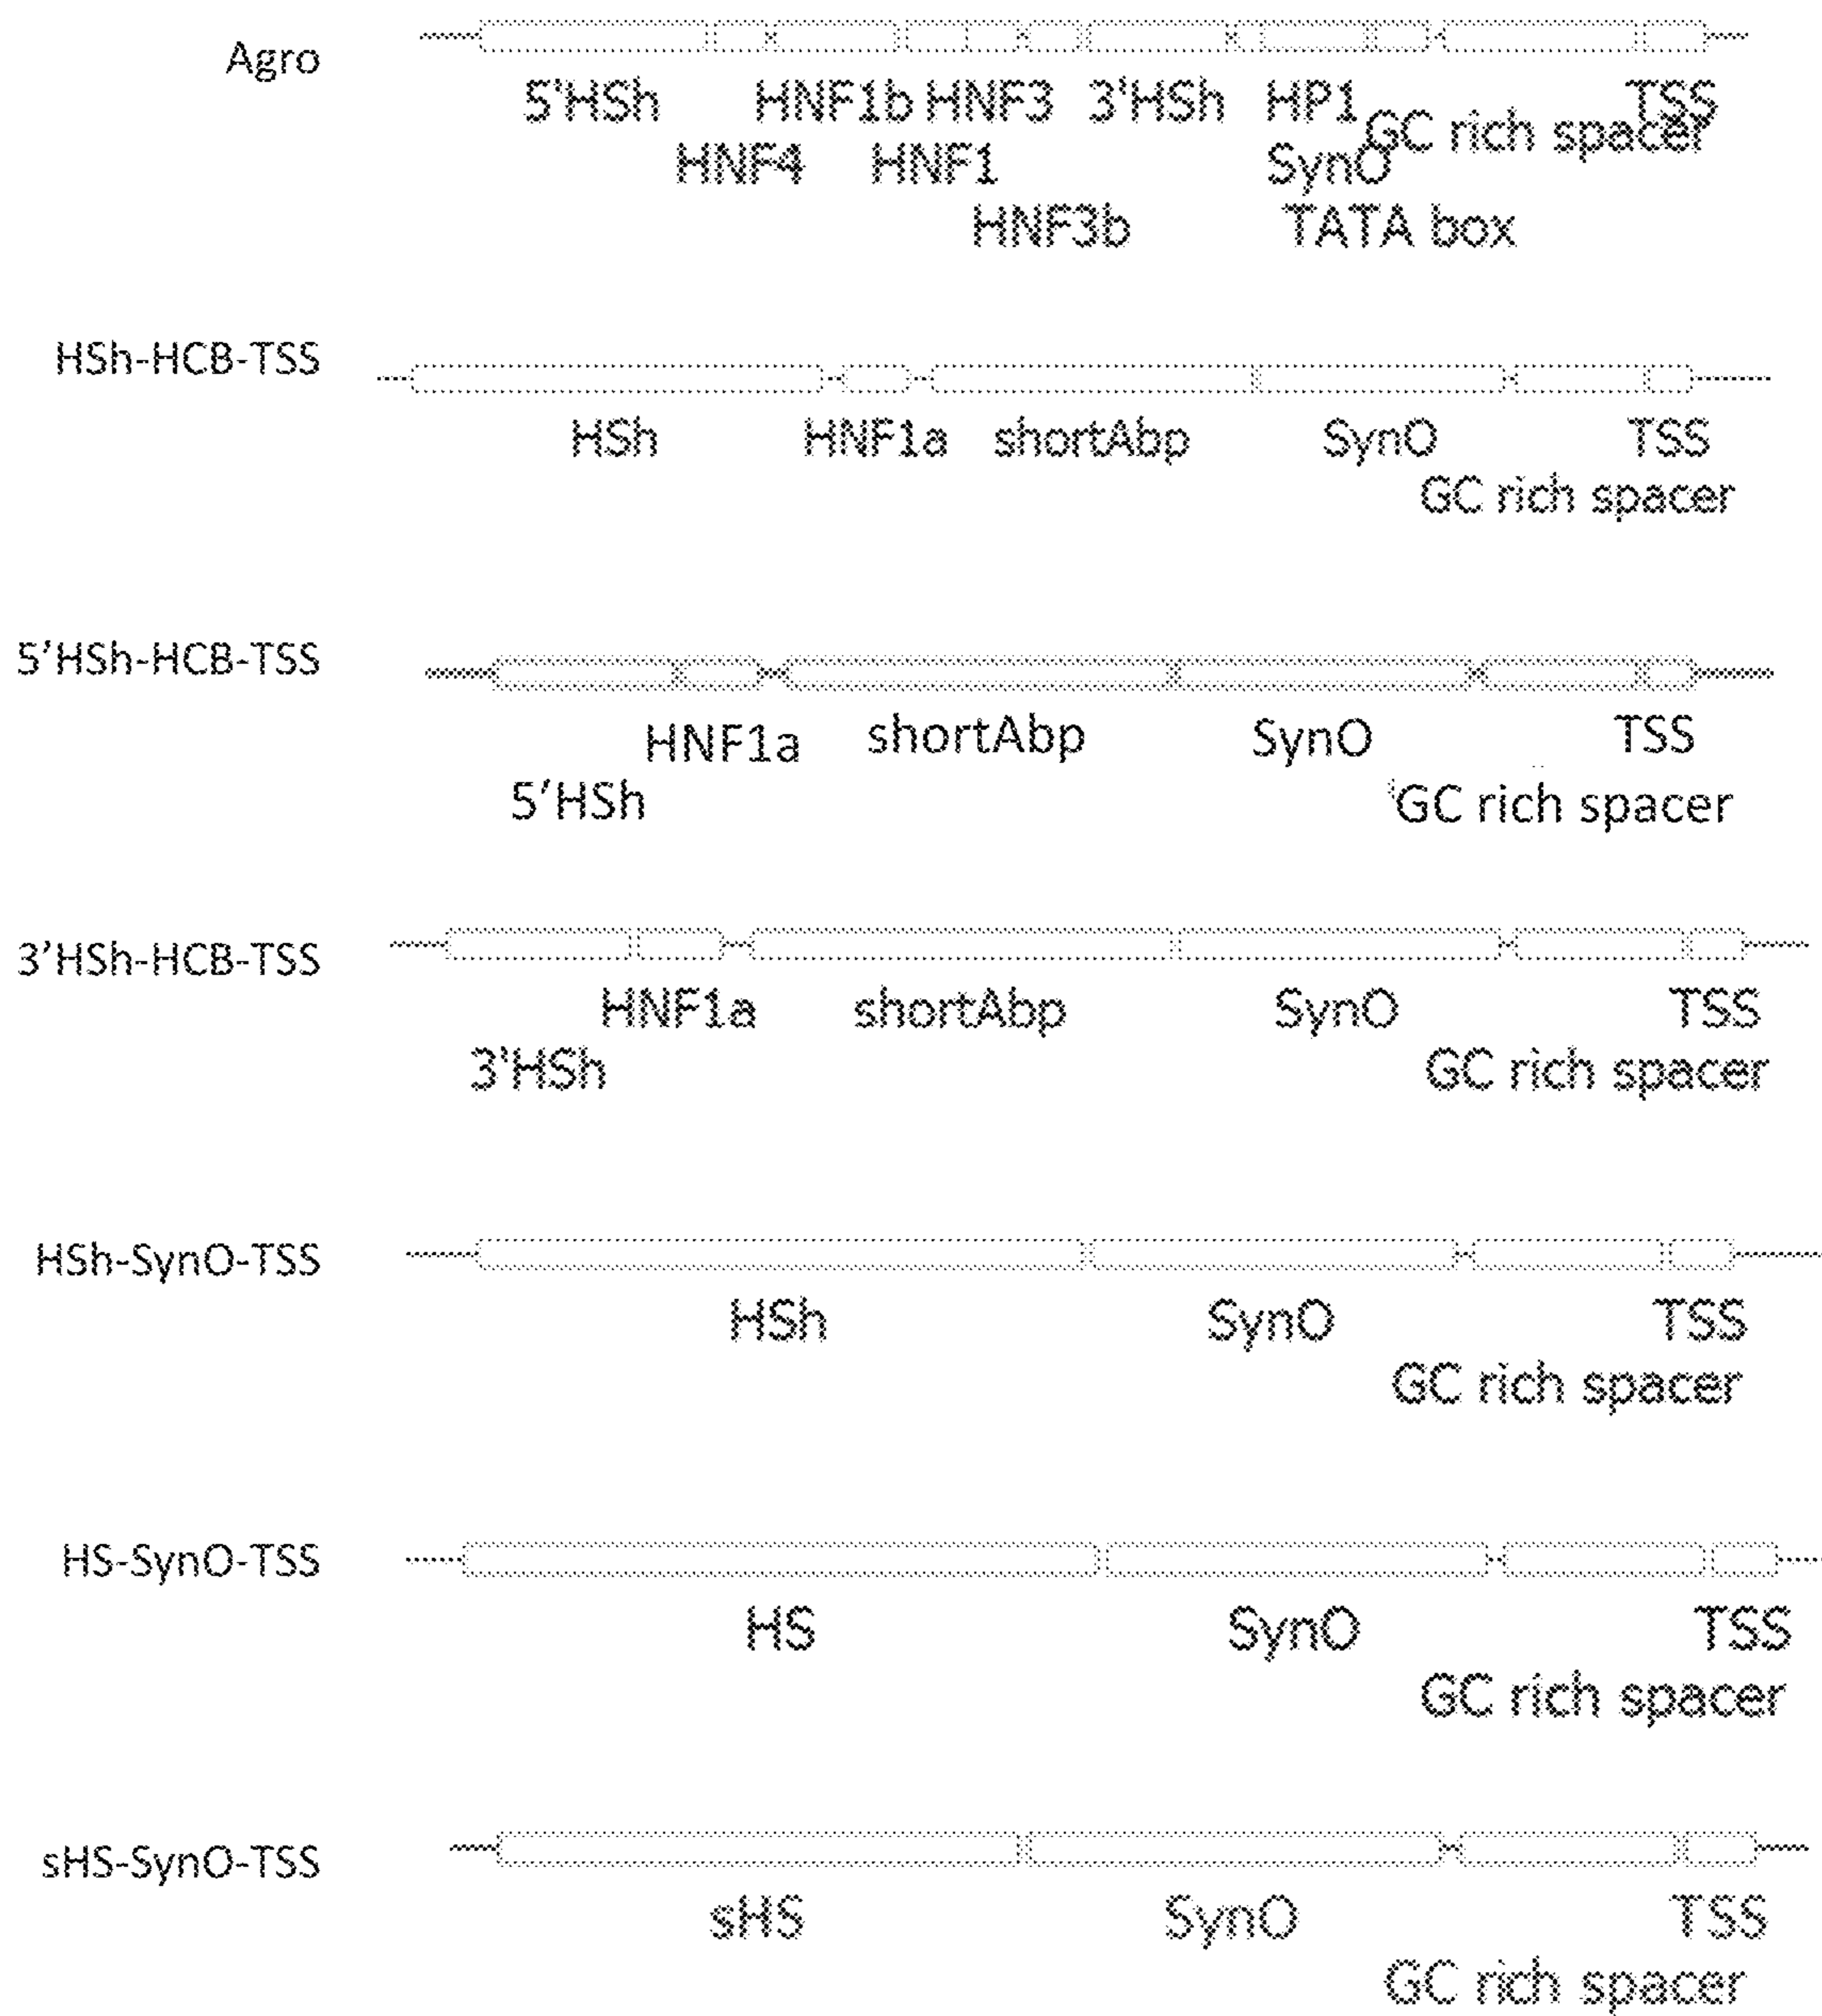 Agro
5'HSh HNF1b HNF3 3'HSh HP1 TSS
GC rich spacer
HNF4 HNF1 SynO
HNF3b TATA box
HSh-HCB-TSS
HSh HNF1a shortAbp SynO TSS
GC rich spacer
5'HSh-HCB-TSS
HNF1a shortAbp SynO TSS
5'HSh GC rich spacer
3'HSh-HCB-TSS
HNF1a shortAbp SynO TSS
3'HSh GC rich spacer
HSh-SynO-TSS
HSh SynO TSS
GC rich spacer
HS-SynO-TSS
HS SynO TSS
GC rich spacer
sHS-SynO-TSS
sHS SynO TSS
GC rich spacer